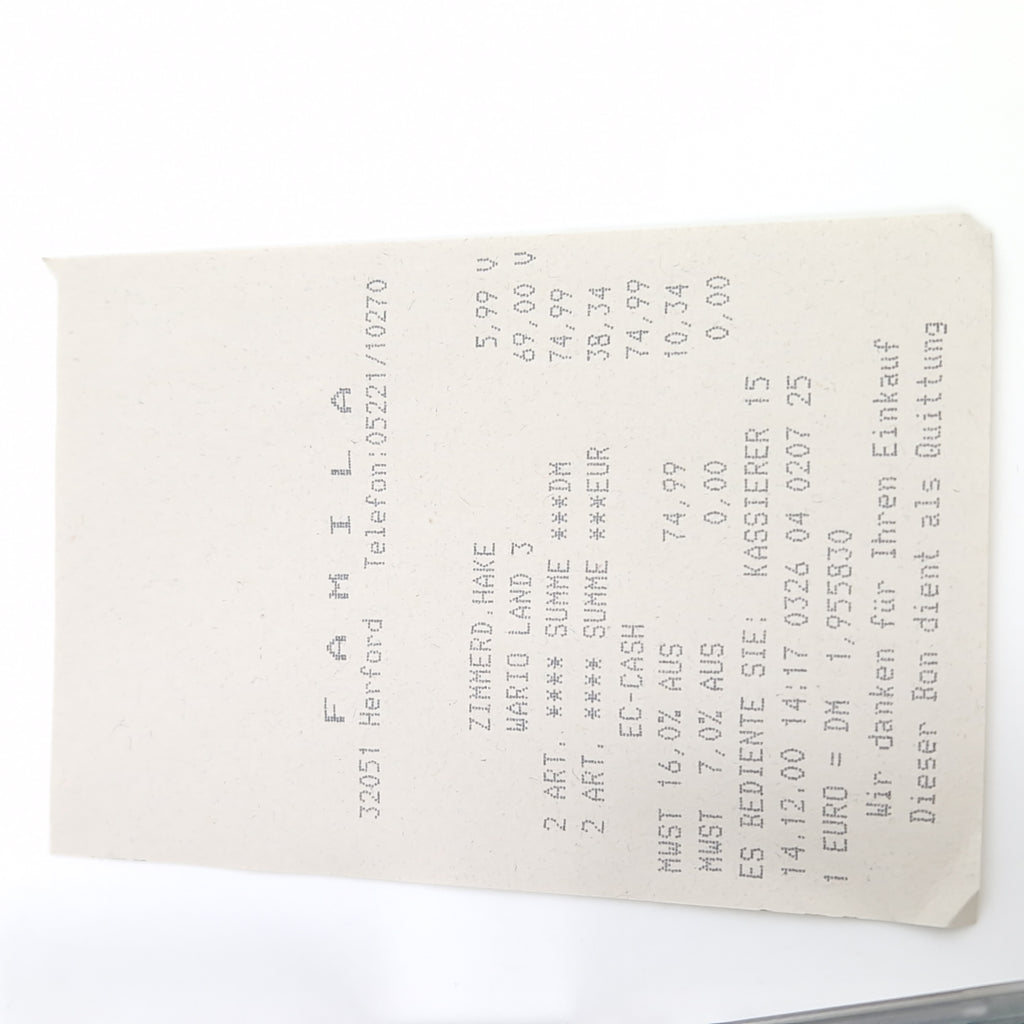 F A M I L A
32051 Herford Telefon:05221/10270
ZIMMERD.HAKE 5,99 V
WARIO LAND 3 69,00 V
2 ART. **** SUMME ***DM 74,99
2 ART. **** SUMME ***EUR 38,34
EC-CASH 74,99
MWST 16,0% AUS 74,99 10,34
MWST 7,0% AUS 0,00 0,00
ES BEDIENTE SIE: KASSIERER 15
14.12.00 14:17 0326 04 0207 25
1 EURO = DM 1,955830
Wir danken für Ihren Einkauf
Dieser Bon dient als Quittung